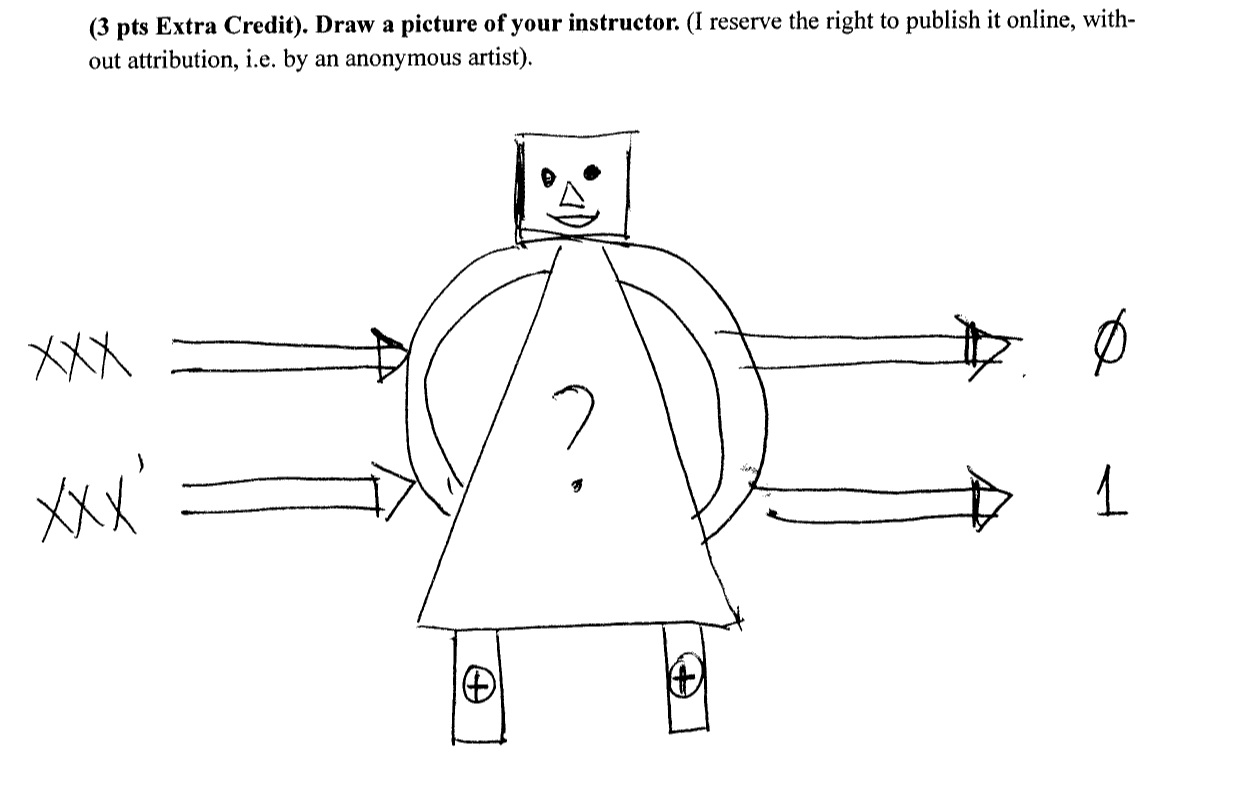 (3 pts Extra Credit). Draw a picture of your instructor. (I reserve the right to publish it online, with-
out attribution, i.e. by an anonymous artist).
XXX
0
?
XXX'
1